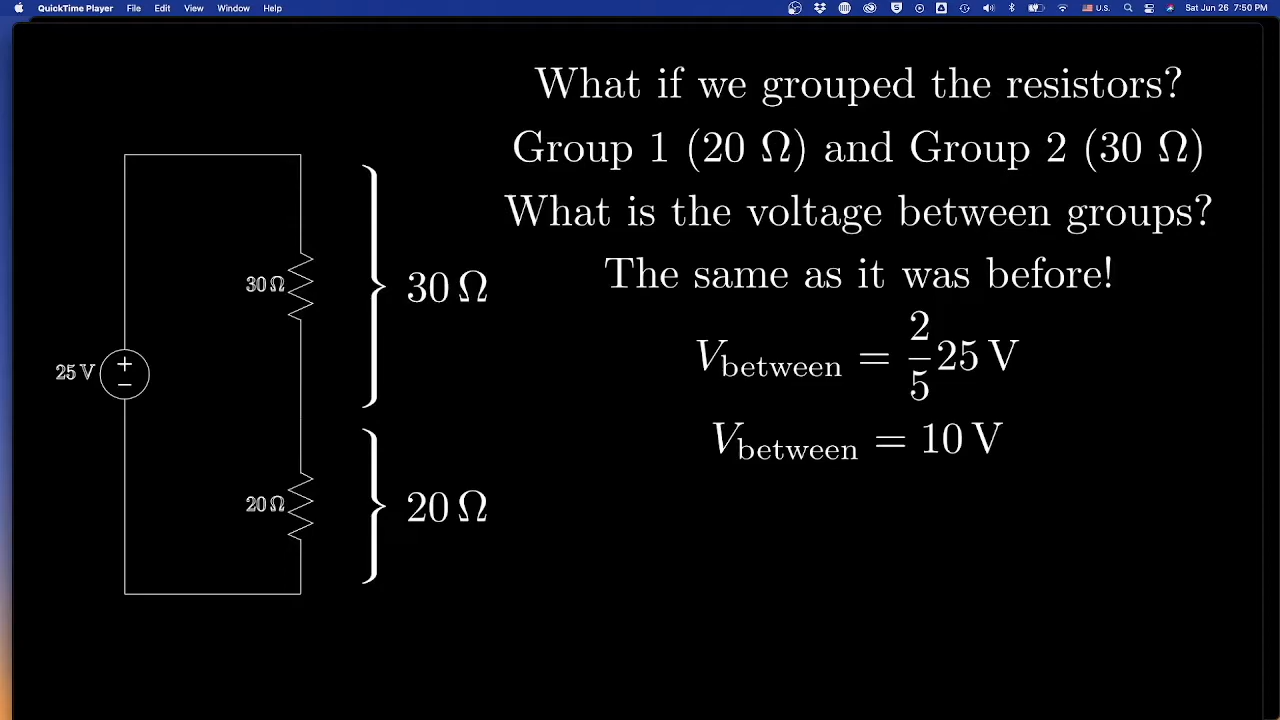 QuickTime Player File Edit View Window Help U.S. Sat Jun 26 7:50 PM
What if we grouped the resistors?
Group 1 (20 Ω) and Group 2 (30 Ω)
What is the voltage between groups?
The same as it was before!
V_between = 2/5 25 V
V_between = 10 V
30 Ω
30 Ω
25 V
+
−
20 Ω
20 Ω